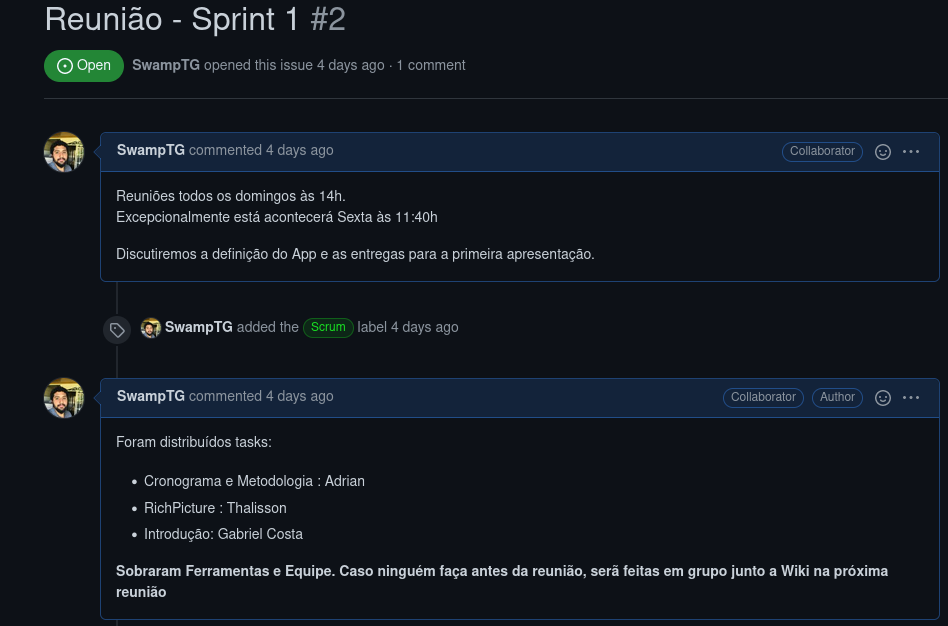 Reunião - Sprint 1 #2
Open SwampTG opened this issue 4 days ago · 1 comment
SwampTG commented 4 days ago Collaborator
Reuniões todos os domingos às 14h.
Excepcionalmente está acontecerá Sexta às 11:40h
Discutiremos a definição do App e as entregas para a primeira apresentação.
SwampTG added the Scrum label 4 days ago
SwampTG commented 4 days ago Collaborator Author
Foram distribuídos tasks:
• Cronograma e Metodologia : Adrian
• RichPicture : Thalisson
• Introdução: Gabriel Costa
Sobraram Ferramentas e Equipe. Caso ninguém faça antes da reunião, serã feitas em grupo junto a Wiki na próxima
reunião